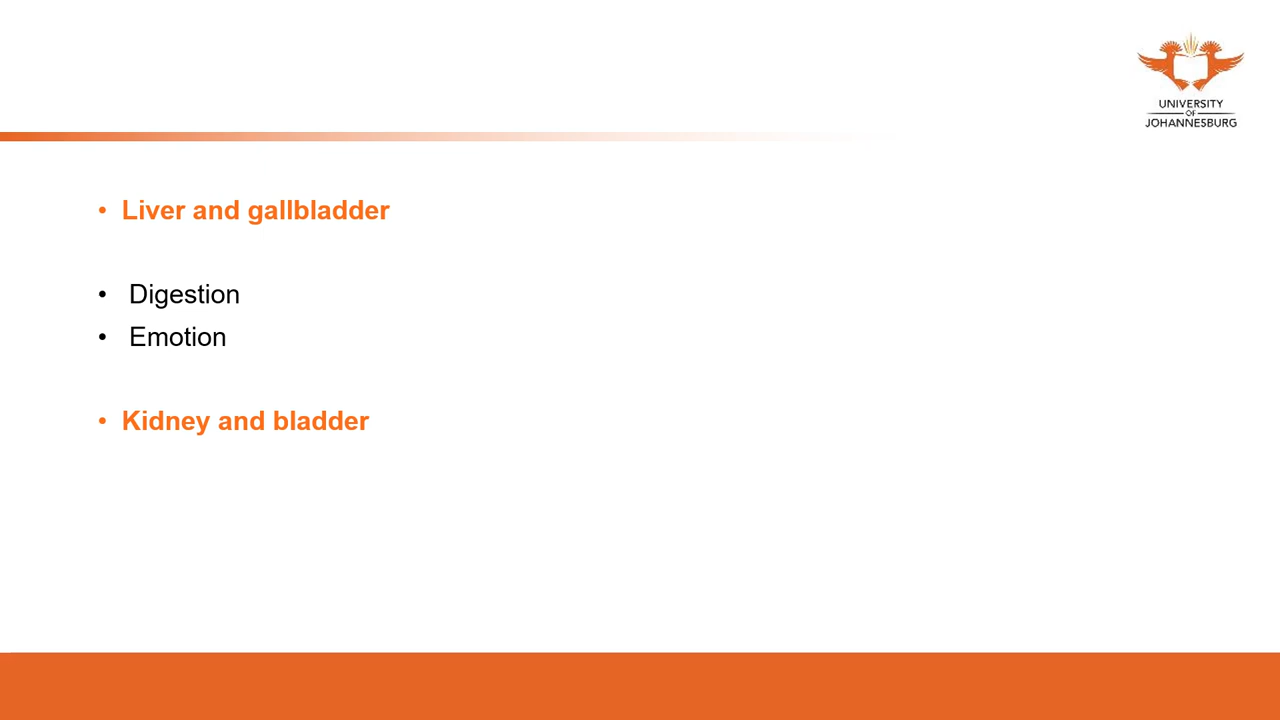 UNIVERSITY
OF
JOHANNESBURG
• Liver and gallbladder
• Digestion
• Emotion
• Kidney and bladder